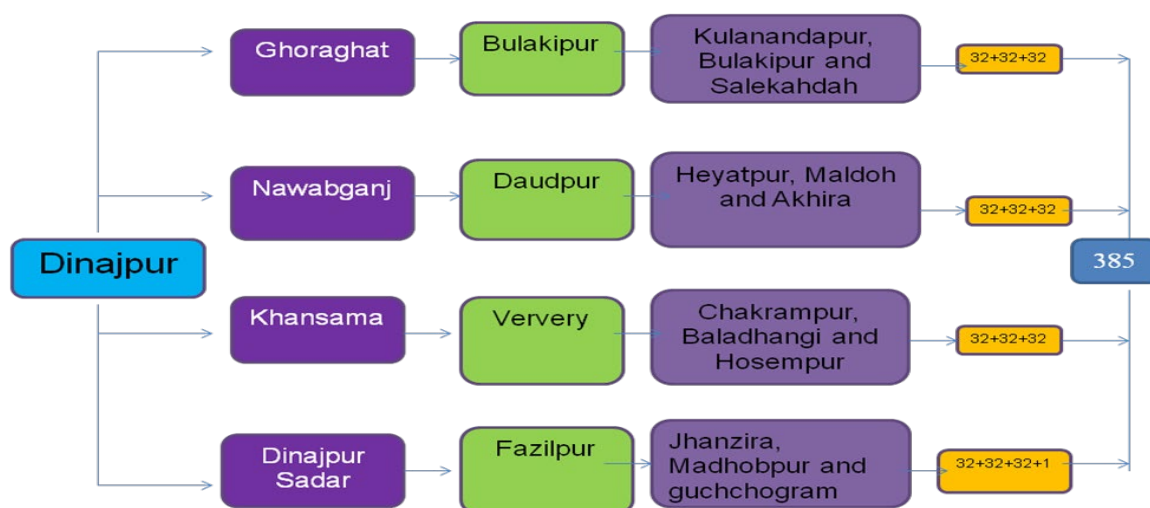 Ghoraghat
Bulakipur
Kulanandapur,
Bulakipur and
Salekahdah
32+32+32
Nawabganj
Daudpur
Heyatpur, Maldoh
and Akhira
32+32+32
Dinajpur
385
Khansama
Ververy
Chakrampur,
Baladhangi and
Hosempur
32+32+32
Dinajpur
Sadar
Fazilpur
Jhanzira,
Madhobpur and
guchchogram
32+32+32+1